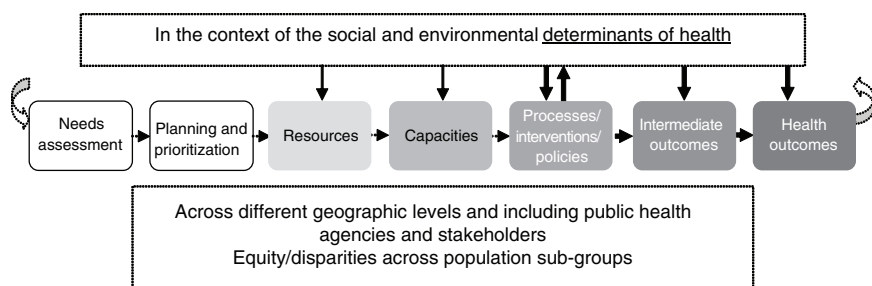 In the context of the social and environmental determinants of health
Needs
assessment
Planning and
prioritization
Resources
Capacities
Processes/
interventions/
policies
Intermediate
outcomes
Health
outcomes
Across different geographic levels and including public health
agencies and stakeholders
Equity/disparities across population sub-groups